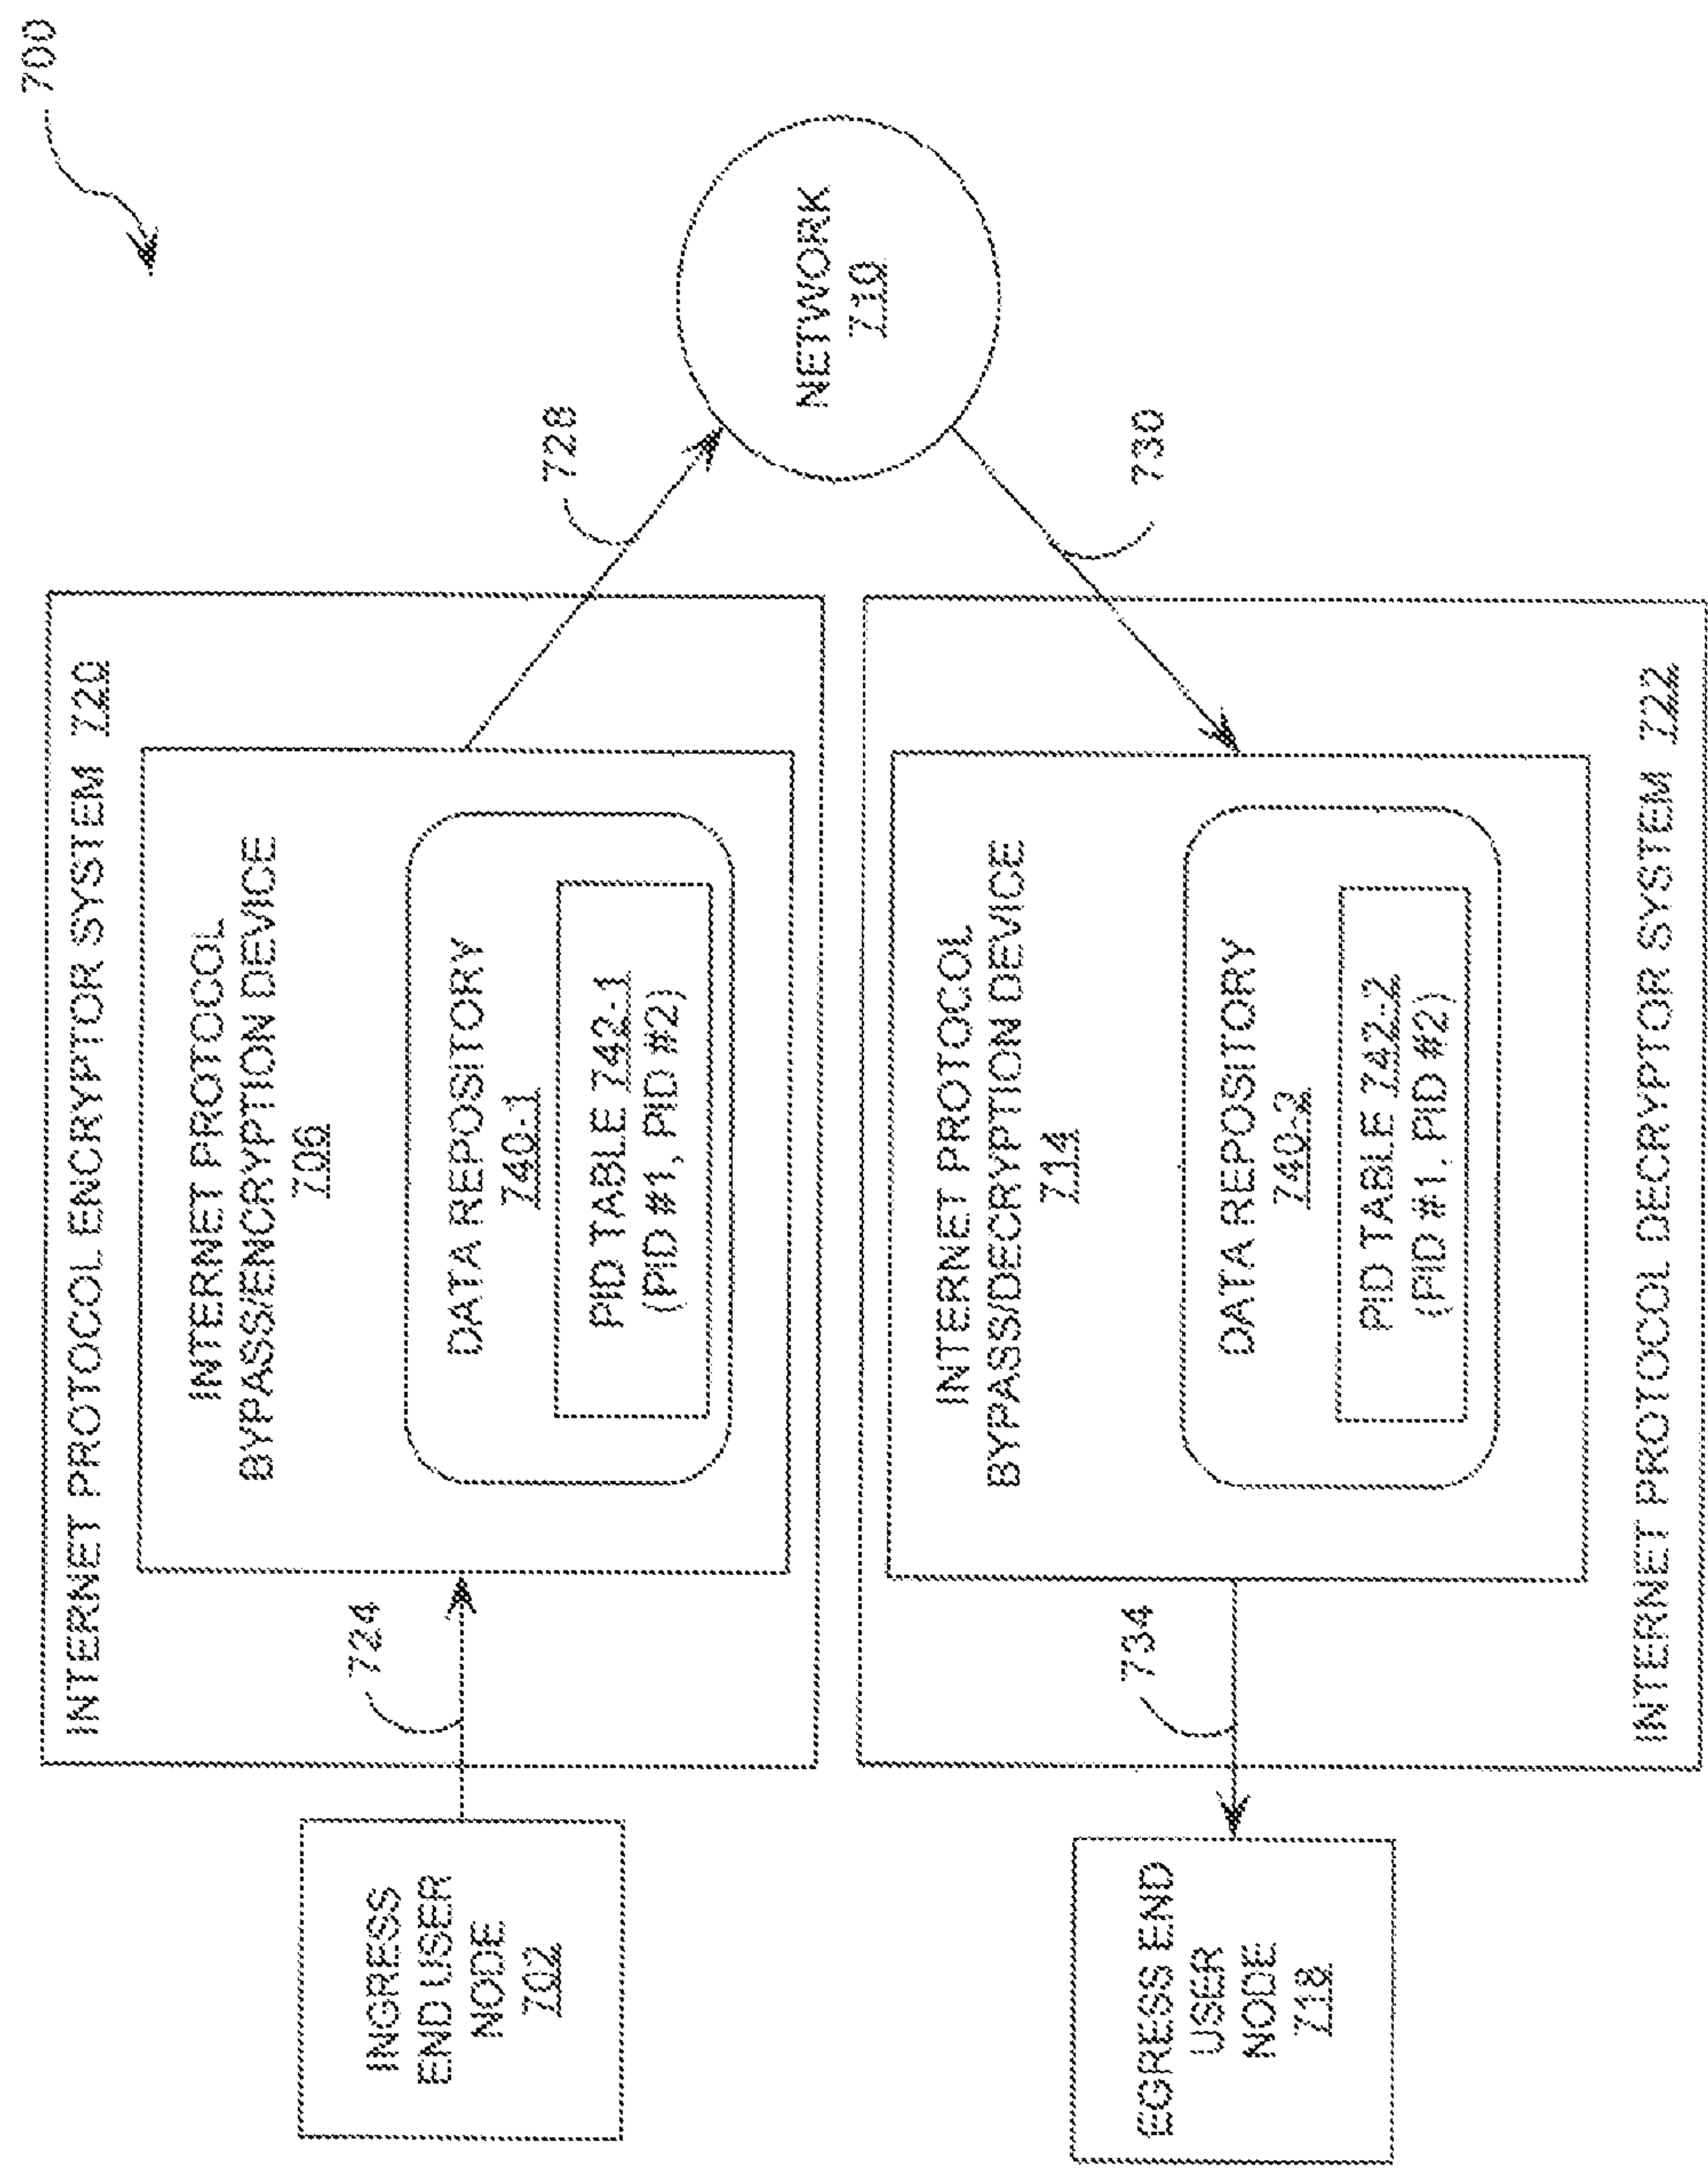 700
INTERNET PROTOCOL ENCRYPTOR SYSTEM 720
INTERNET PROTOCOL
BYPASS/ENCRYPTION DEVICE
706
DATA REPOSITORY
740-1
PID TABLE 742-1
(PID #1, PID #2)
724
728
INGRESS
END USER
NODE
702
NETWORK
710
730
INTERNET PROTOCOL
BYPASS/DECRYPTION DEVICE
714
DATA REPOSITORY
740-2
PID TABLE 742-2
(PID #1, PID #2)
734
EGRESS END
USER
NODE
718
INTERNET PROTOCOL DECRYPTOR SYSTEM 722